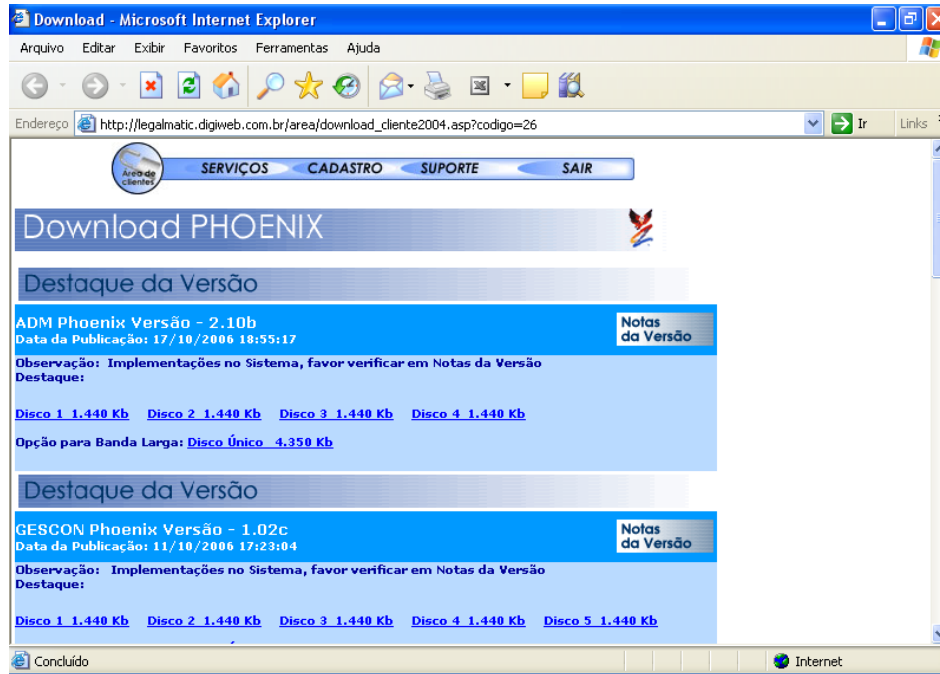 Download - Microsoft Internet Explorer
Arquivo Editar Exibir Favoritos Ferramentas Ajuda
Endereço http://legalmatic.digiweb.com.br/area/download_cliente2004.asp?codigo=26 Ir Links
Área de clientes SERVIÇOS CADASTRO SUPORTE SAIR
Download PHOENIX
Destaque da Versão
ADM Phoenix Versão - 2.10b
Data da Publicação: 17/10/2006 18:55:17
Notas
da Versão
Observação: Implementações no Sistema, favor verificar em Notas da Versão
Destaque:
Disco 1 1.440 Kb Disco 2 1.440 Kb Disco 3 1.440 Kb Disco 4 1.440 Kb
Opção para Banda Larga: Disco Único 4.350 Kb
Destaque da Versão
GESCON Phoenix Versão - 1.02c
Data da Publicação: 11/10/2006 17:23:04
Notas
da Versão
Observação: Implementações no Sistema, favor verificar em Notas da Versão
Destaque:
Disco 1 1.440 Kb Disco 2 1.440 Kb Disco 3 1.440 Kb Disco 4 1.440 Kb Disco 5 1.440 Kb
Concluído Internet